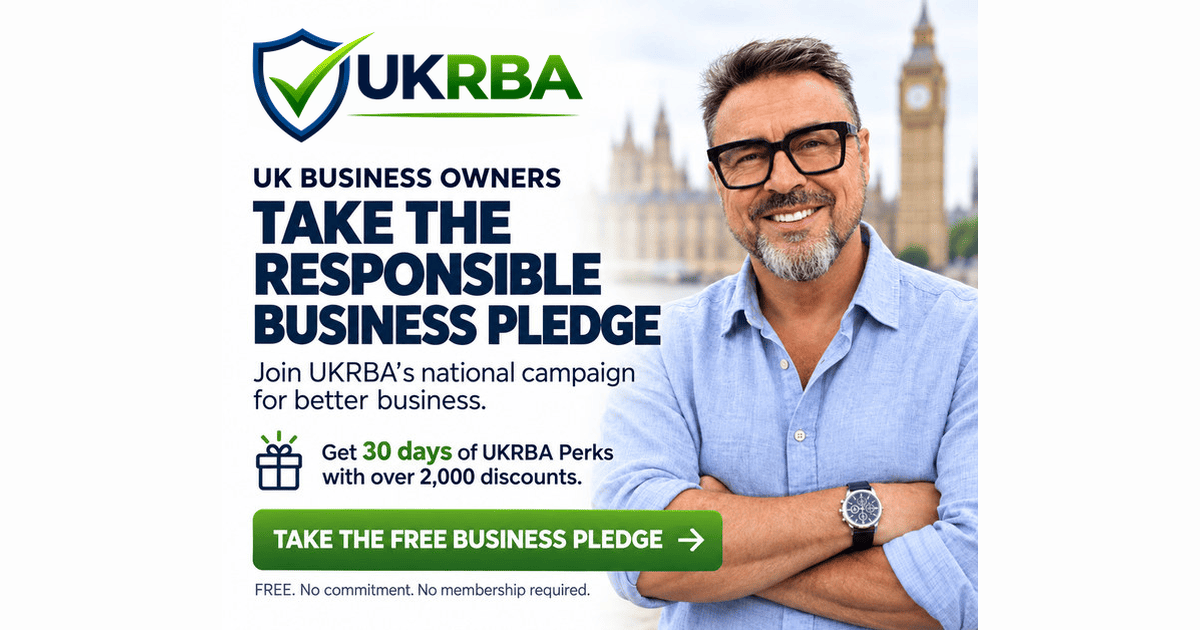 UKRBA
UK BUSINESS OWNERS
TAKE THE
RESPONSIBLE
BUSINESS PLEDGE
Join UKRBA's national campaign
for better business.
Get 30 days of UKRBA Perks
with over 2,000 discounts.
TAKE THE FREE BUSINESS PLEDGE →
FREE. No commitment. No membership required.